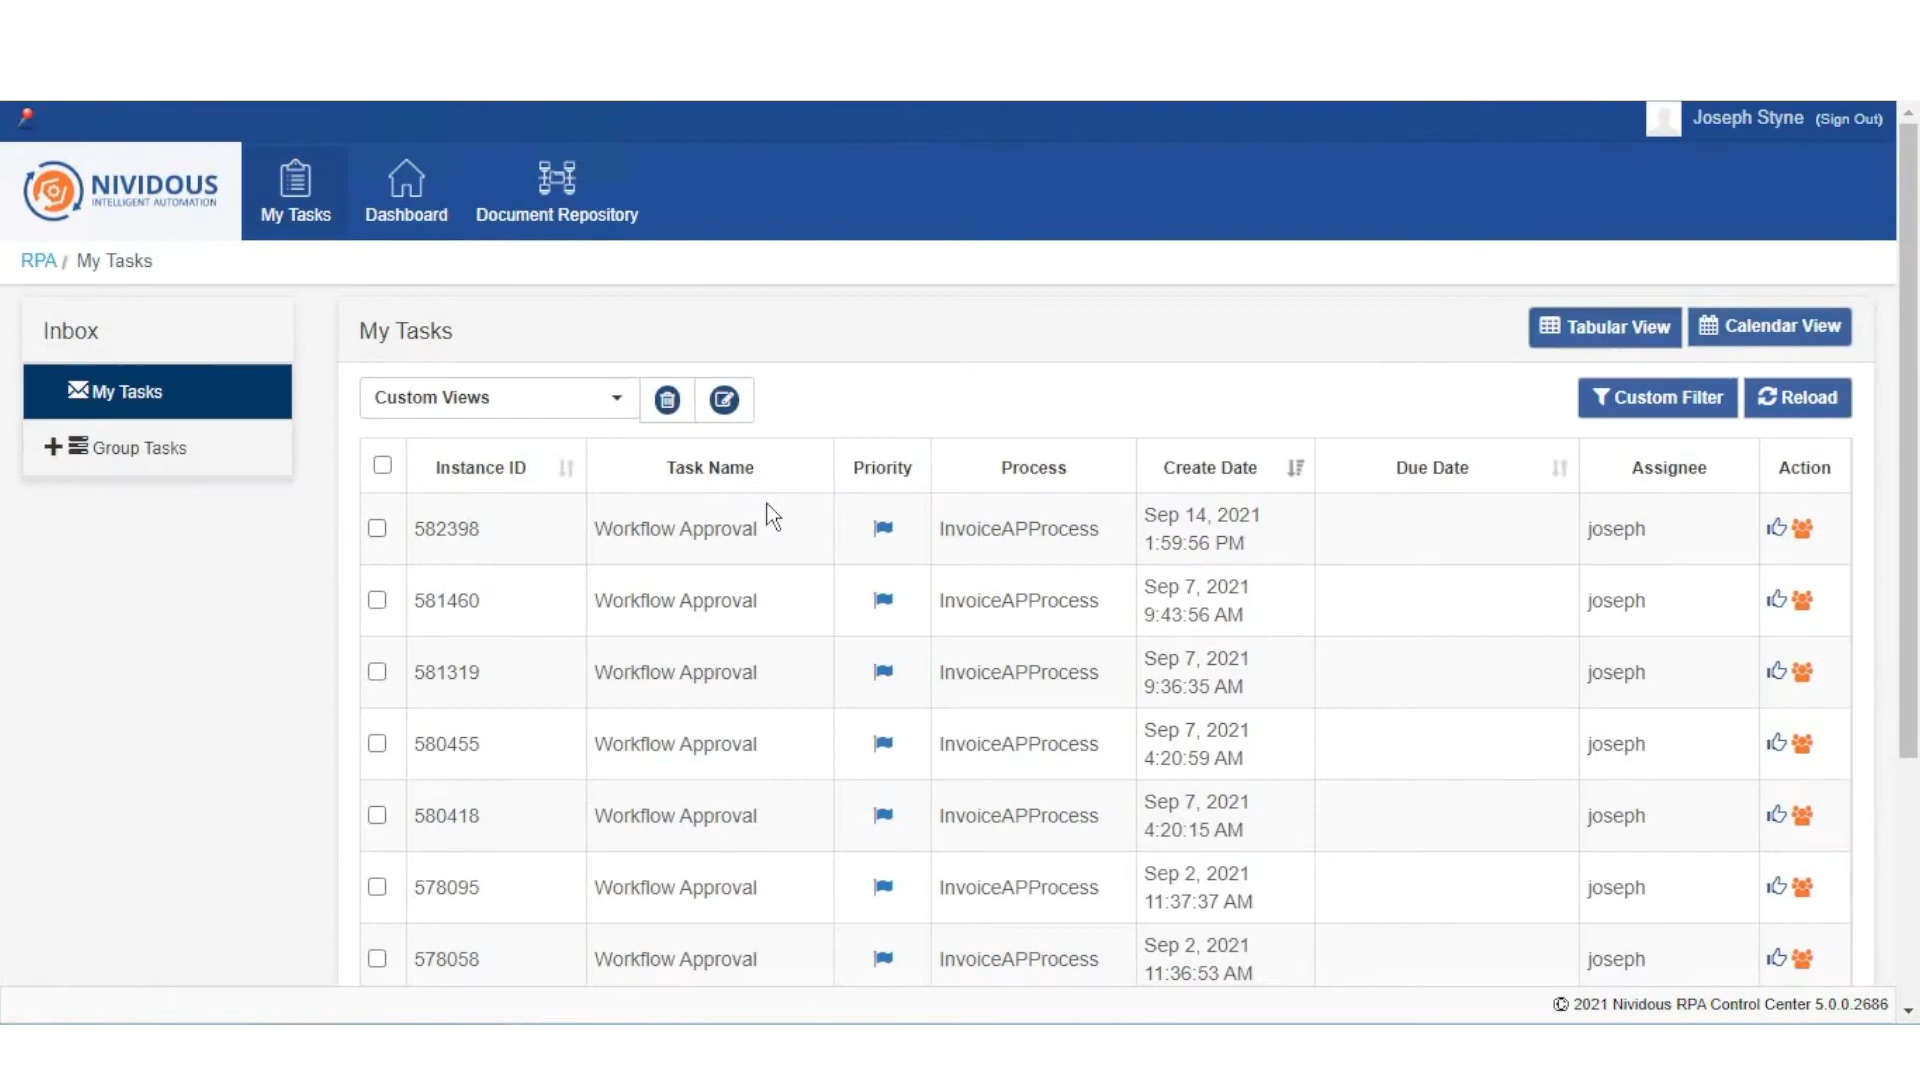 Joseph Styne (Sign Out)
NIVIDOUS
INTELLIGENT AUTOMATION
My Tasks
Dashboard
Document Repository
RPA / My Tasks
Inbox
My Tasks
Group Tasks
My Tasks
Tabular View
Calendar View
Custom Views
Custom Filter
Reload
Instance ID Task Name Priority Process Create Date Due Date Assignee Action
582398 Workflow Approval InvoiceAPProcess Sep 14, 2021 joseph
1:59:56 PM
581460 Workflow Approval InvoiceAPProcess Sep 7, 2021 joseph
9:43:56 AM
581319 Workflow Approval InvoiceAPProcess Sep 7, 2021 joseph
9:36:35 AM
580455 Workflow Approval InvoiceAPProcess Sep 7, 2021 joseph
4:20:59 AM
580418 Workflow Approval InvoiceAPProcess Sep 7, 2021 joseph
4:20:15 AM
578095 Workflow Approval InvoiceAPProcess Sep 2, 2021 joseph
11:37:37 AM
578058 Workflow Approval InvoiceAPProcess Sep 2, 2021 joseph
11:36:53 AM
© 2021 Nividous RPA Control Center 5.0.0.2686